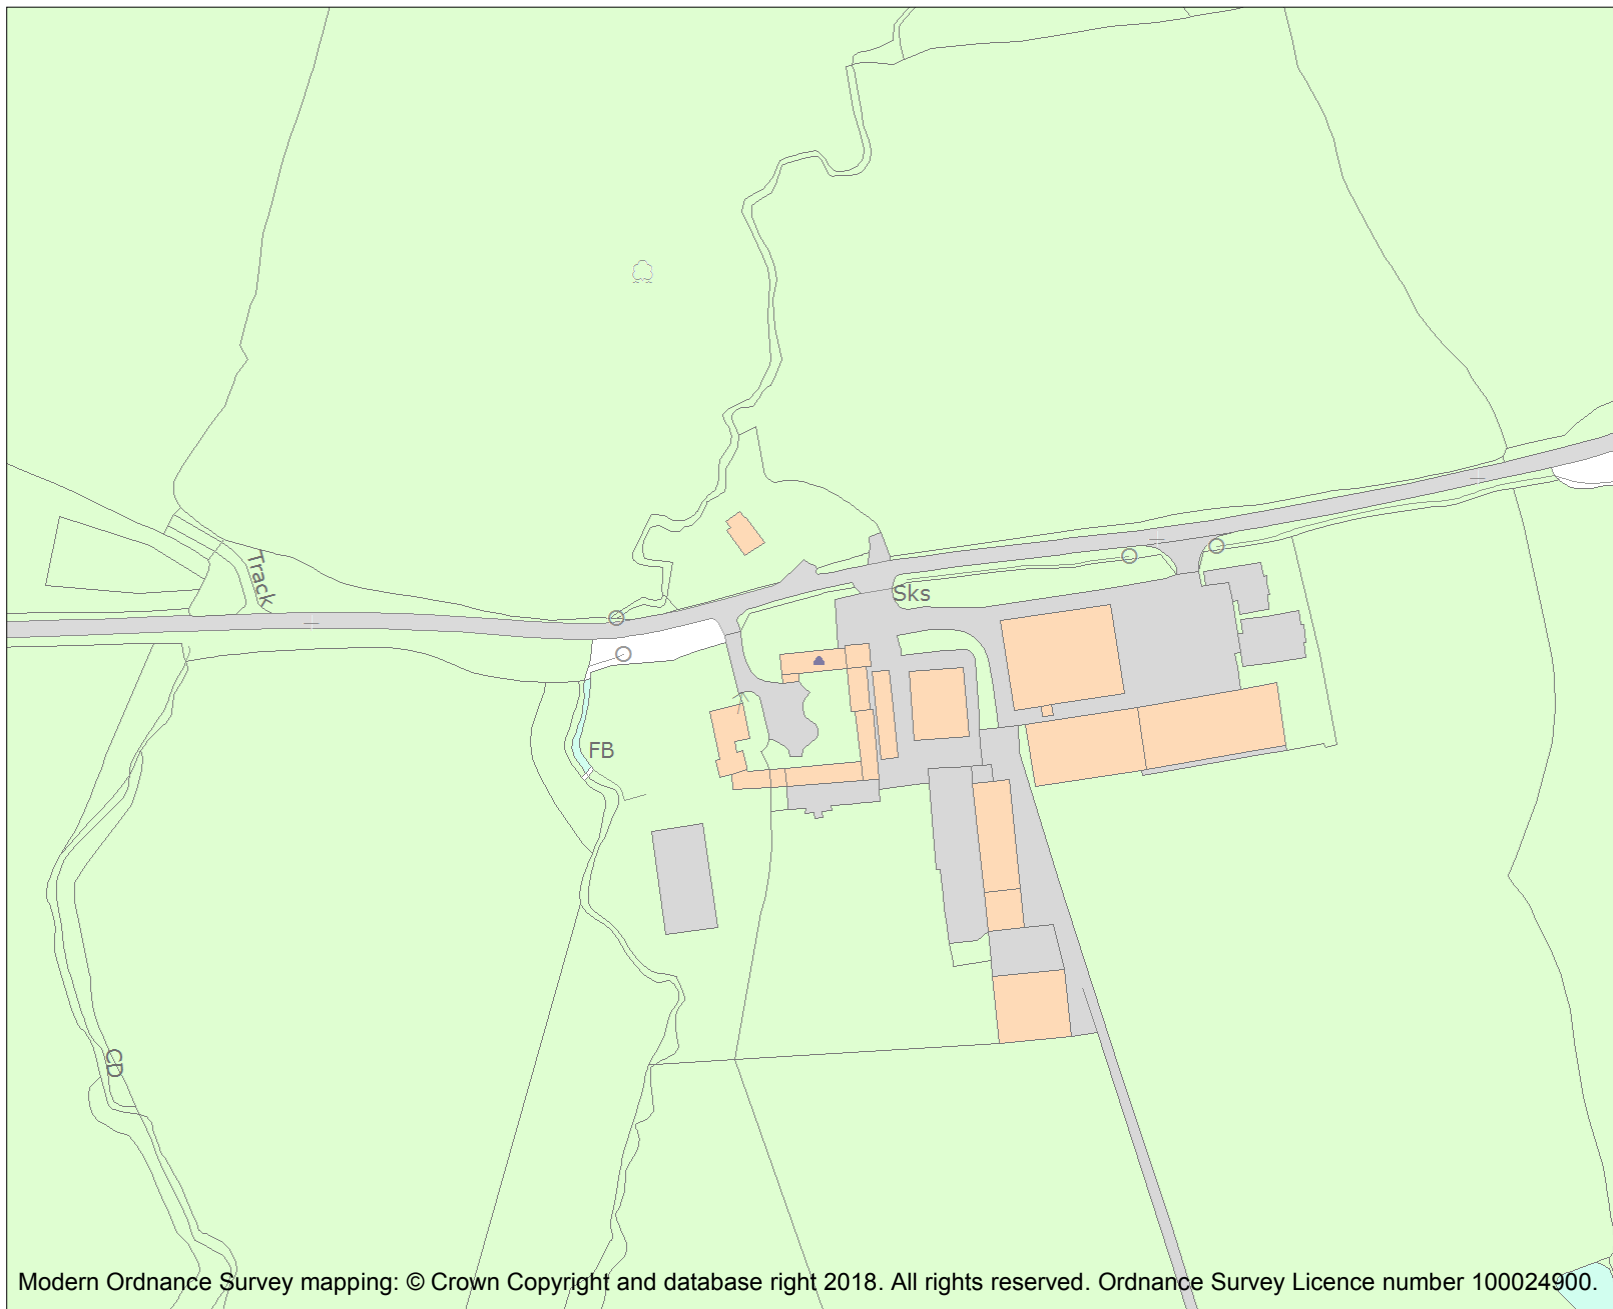 Track
Sks
FB
CD
Modern Ordnance Survey mapping: © Crown Copyright and database right 2018. All rights reserved. Ordnance Survey Licence number 100024900.